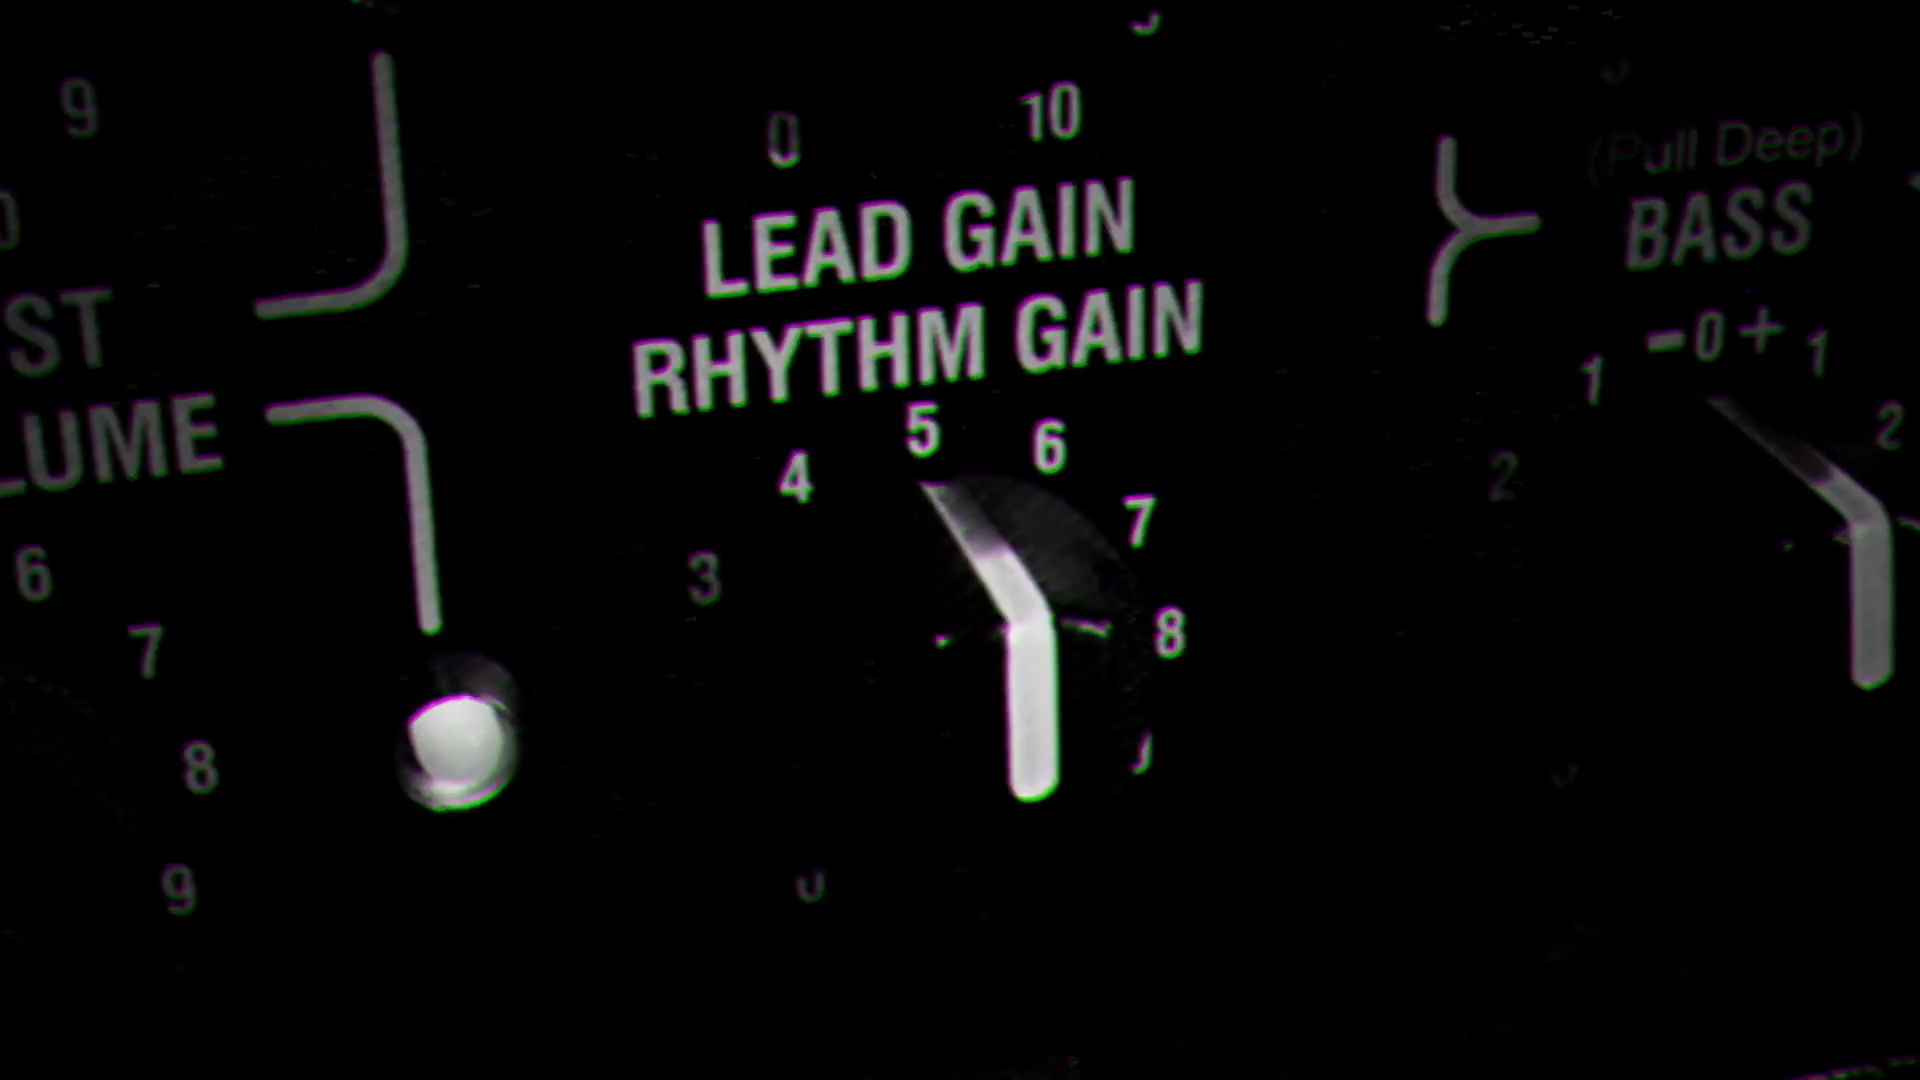 9
0 10
(Pull Deep)
LEAD GAIN
BASS
ST
RHYTHM GAIN
-0+
1 1
LUME
4 5 6
2 2
3 7
6
7 8
8
9